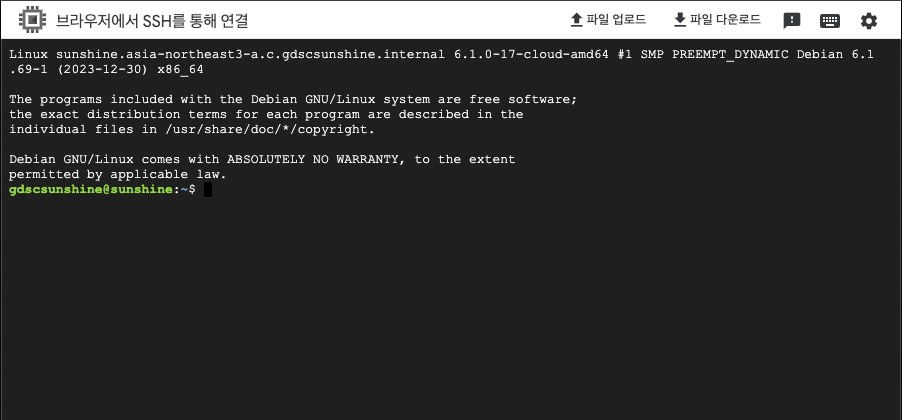 브라우저에서 SSH를 통해 연결 파일 업로드 파일 다운로드
Linux sunshine.asia-northeast3-a.c.gdscsunshine.internal 6.1.0-17-cloud-amd64 #1 SMP PREEMPT_DYNAMIC Debian 6.1
.69-1 (2023-12-30) x86_64
The programs included with the Debian GNU/Linux system are free software;
the exact distribution terms for each program are described in the
individual files in /usr/share/doc/*/copyright.
Debian GNU/Linux comes with ABSOLUTELY NO WARRANTY, to the extent
permitted by applicable law.
gdscsunshine@sunshine:~$